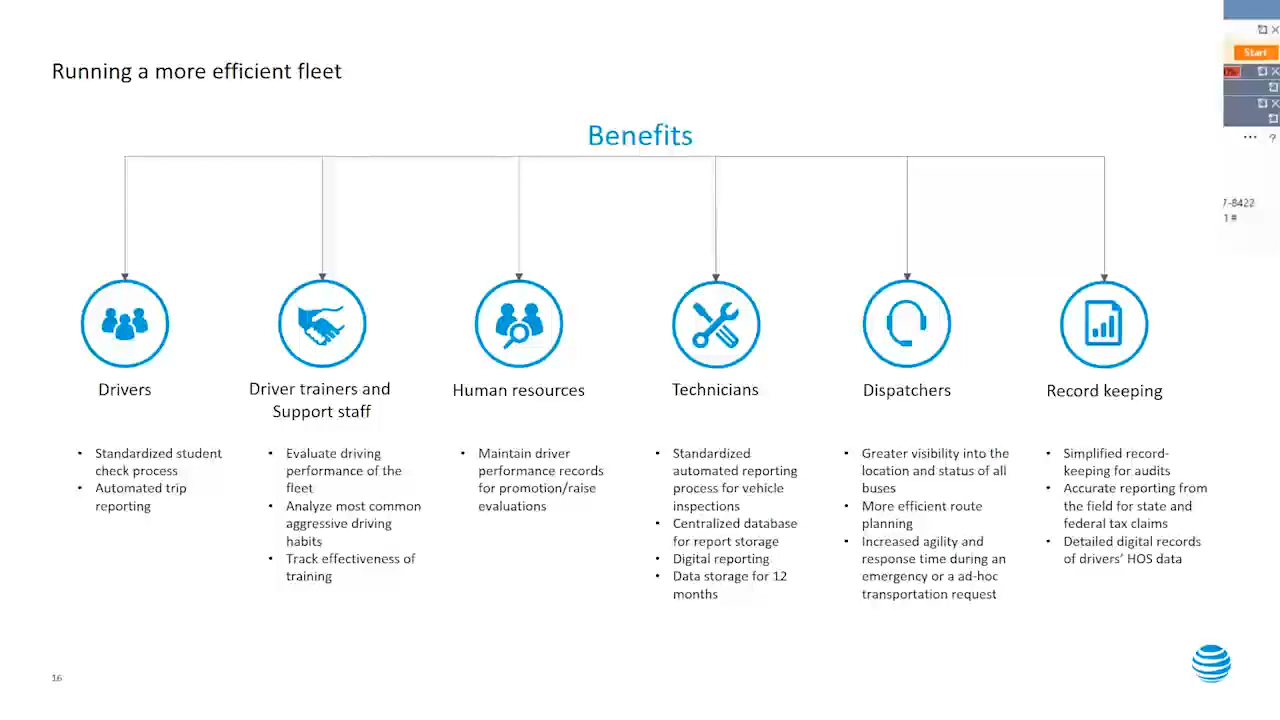 Start
Running a more efficient fleet
Benefits
... ?
7-8422
1 #
Drivers
Driver trainers and
Support staff
Human resources
Technicians
Dispatchers
Record keeping
• Standardized student
check process
• Automated trip
reporting
• Evaluate driving
performance of the
fleet
• Analyze most common
aggressive driving
habits
• Track effectiveness of
training
• Maintain driver
performance records
for promotion/raise
evaluations
• Standardized
automated reporting
process for vehicle
inspections
• Centralized database
for report storage
• Digital reporting
• Data storage for 12
months
• Greater visibility into the
location and status of all
buses
• More efficient route
planning
• Increased agility and
response time during an
emergency or a ad-hoc
transportation request
• Simplified record-
keeping for audits
• Accurate reporting from
the field for state and
federal tax claims
• Detailed digital records
of drivers’ HOS data
16